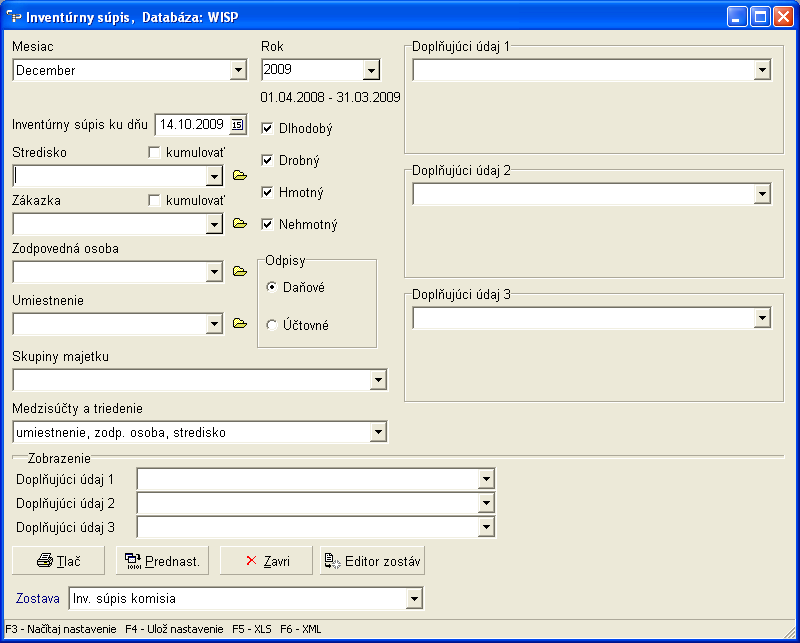 Inventúrny súpis, Databáza: WISP
Mesiac
Rok
December
2009
01.04.2008 - 31.03.2009
Inventúrny súpis ku dňu
14.10.2009
15
Dlhodobý
Drobný
Hmotný
Nehmotný
Stredisko
kumulovať
Zákazka
kumulovať
Zodpovedná osoba
Umiestnenie
Odpisy
Daňové
Účtovné
Skupiny majetku
Medzisúčty a triedenie
umiestnenie, zodp. osoba, stredisko
Doplňujúci údaj 1
Doplňujúci údaj 2
Doplňujúci údaj 3
Zobrazenie
Doplňujúci údaj 1
Doplňujúci údaj 2
Doplňujúci údaj 3
Tlač
Prednast.
Zavri
Editor zostáv
Zostava
Inv. súpis komisia
F3 - Načítaj nastavenie F4 - Ulož nastavenie F5 - XLS F6 - XML